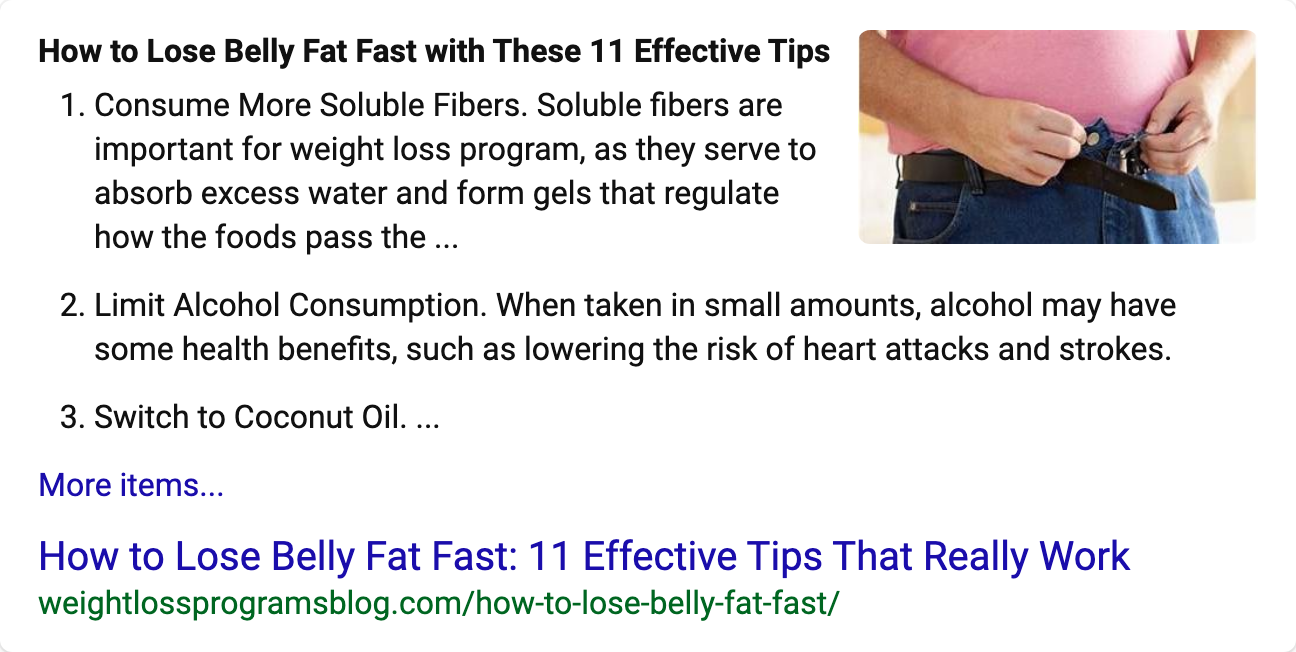 How to Lose Belly Fat Fast with These 11 Effective Tips
1. Consume More Soluble Fibers. Soluble fibers are
important for weight loss program, as they serve to
absorb excess water and form gels that regulate
how the foods pass the ...
2. Limit Alcohol Consumption. When taken in small amounts, alcohol may have
some health benefits, such as lowering the risk of heart attacks and strokes.
3. Switch to Coconut Oil. ...
More items...
How to Lose Belly Fat Fast: 11 Effective Tips That Really Work
weightlossprogramsblog.com/how-to-lose-belly-fat-fast/